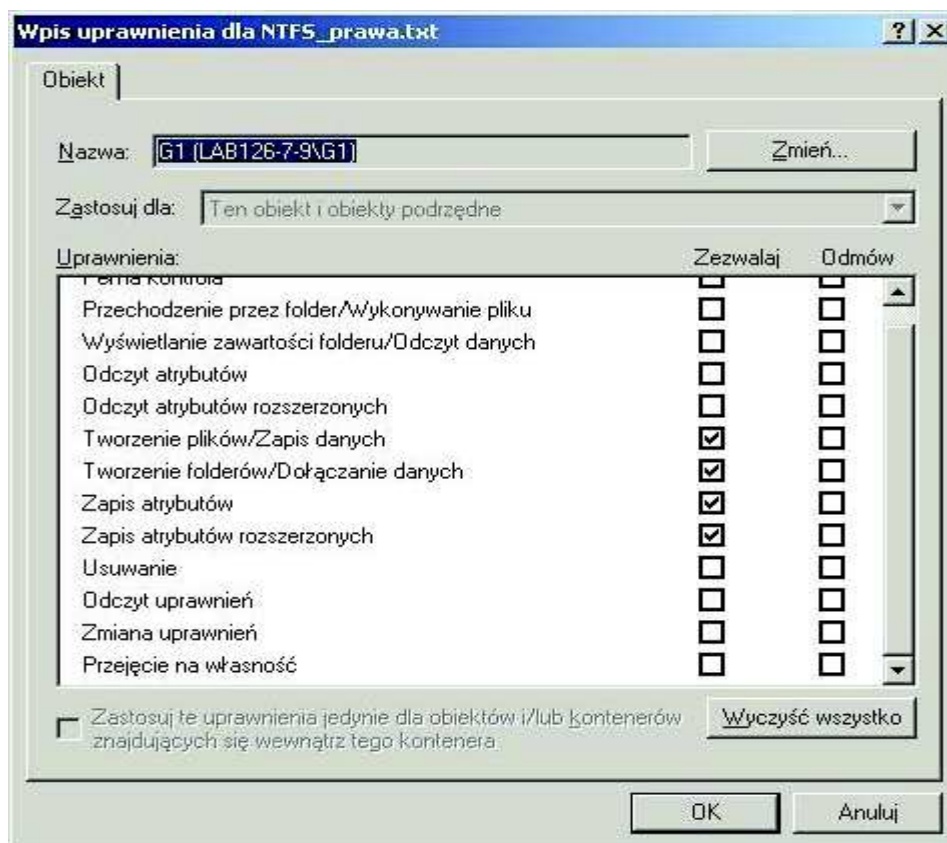 Wpis uprawnienia dla NTFS_prawa.txt
Obiekt
Nazwa: G1 (LAB126-7-9\G1) Zmień...
Zastosuj dla: Ten obiekt i obiekty podrzędne
Uprawnienia: Zezwalaj Odmów
Pełna kontrola
Przechodzenie przez folder/Wykonywanie pliku
Wyświetlanie zawartości folderu/Odczyt danych
Odczyt atrybutów
Odczyt atrybutów rozszerzonych
Tworzenie plików/Zapis danych
Tworzenie folderów/Dołączanie danych
Zapis atrybutów
Zapis atrybutów rozszerzonych
Usuwanie
Odczyt uprawnień
Zmiana uprawnień
Przejęcie na własność
Zastosuj te uprawnienia jedynie dla obiektów i/lub kontenerów Wyczyść wszystko
znajdujących się wewnątrz tego kontenera
OK Anuluj